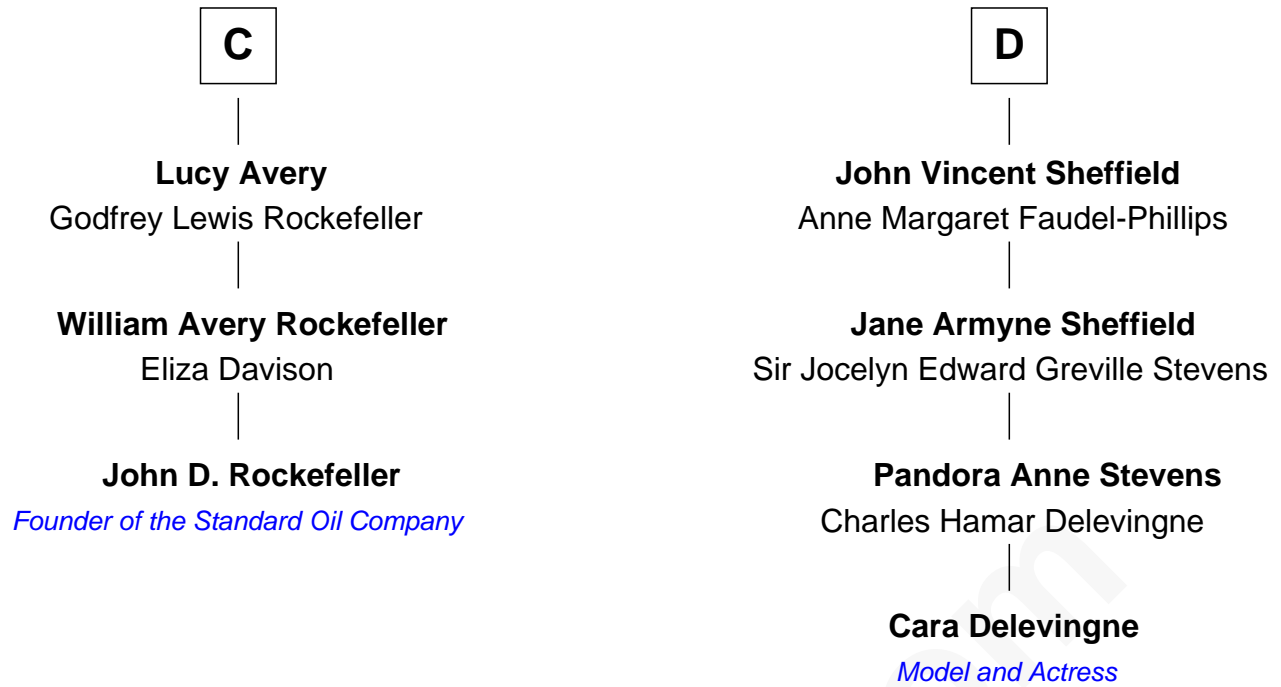 C
Lucy Avery
Godfrey Lewis Rockefeller
William Avery Rockefeller
Eliza Davison
John D. Rockefeller
Founder of the Standard Oil Company
D
John Vincent Sheffield
Anne Margaret Faudel-Phillips
Jane Armyne Sheffield
Sir Jocelyn Edward Greville Stevens
Pandora Anne Stevens
Charles Hamar Delevingne
Cara Delevingne
Model and Actress